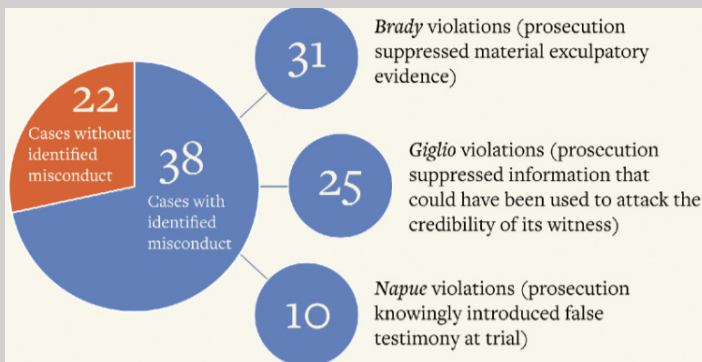 22
Cases without
identified
misconduct
38
Cases with
identified
misconduct
31
Brady violations (prosecution
suppressed material exculpatory
evidence)
25
Giglio violations (prosecution
suppressed information that
could have been used to attack the
credibility of its witness)
10
Napue violations (prosecution
knowingly introduced false
testimony at trial)